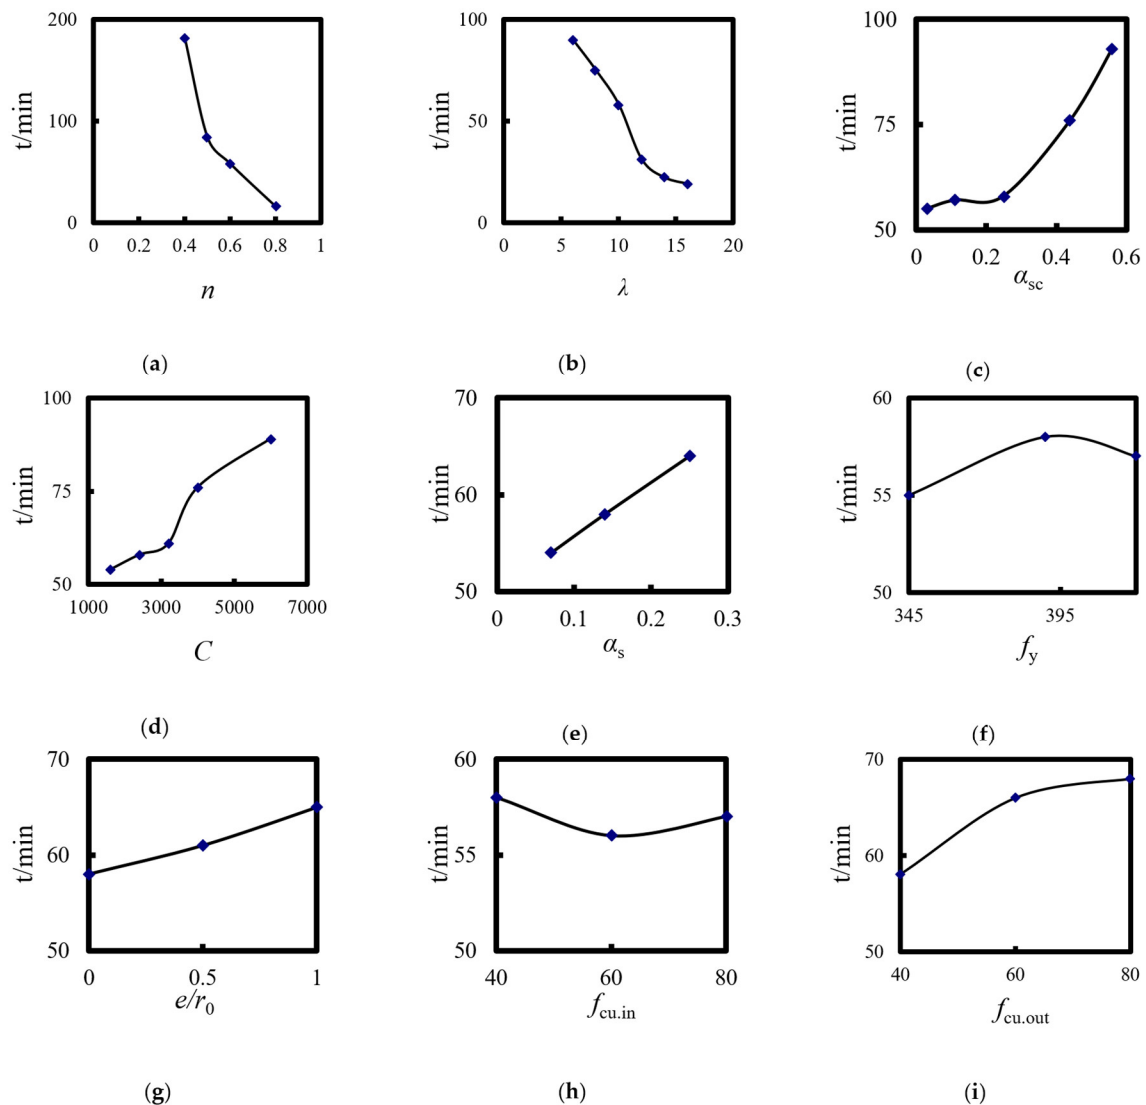 200
100
0
t/min
0 0.2 0.4 0.6 0.8 1
n
(a)
100
50
0
t/min
0 5 10 15 20
λ
(b)
100
75
50
t/min
0 0.2 0.4 0.6
αsc
(c)
100
75
50
t/min
1000 3000 5000 7000
C
(d)
70
60
50
t/min
0 0.1 0.2 0.3
αs
(e)
60
55
50
t/min
345 395
fy
(f)
70
60
50
t/min
0 0.5 1
e/r0
(g)
60
55
50
t/min
40 60 80
fcu.in
(h)
70
60
50
t/min
40 60 80
fcu.out
(i)